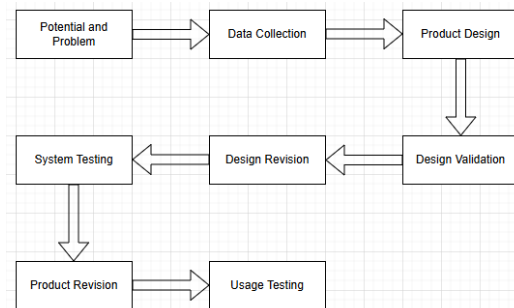 Potential and
Problem
Data Collection
Product Design
System Testing
Design Revision
Design Validation
Product Revision
Usage Testing